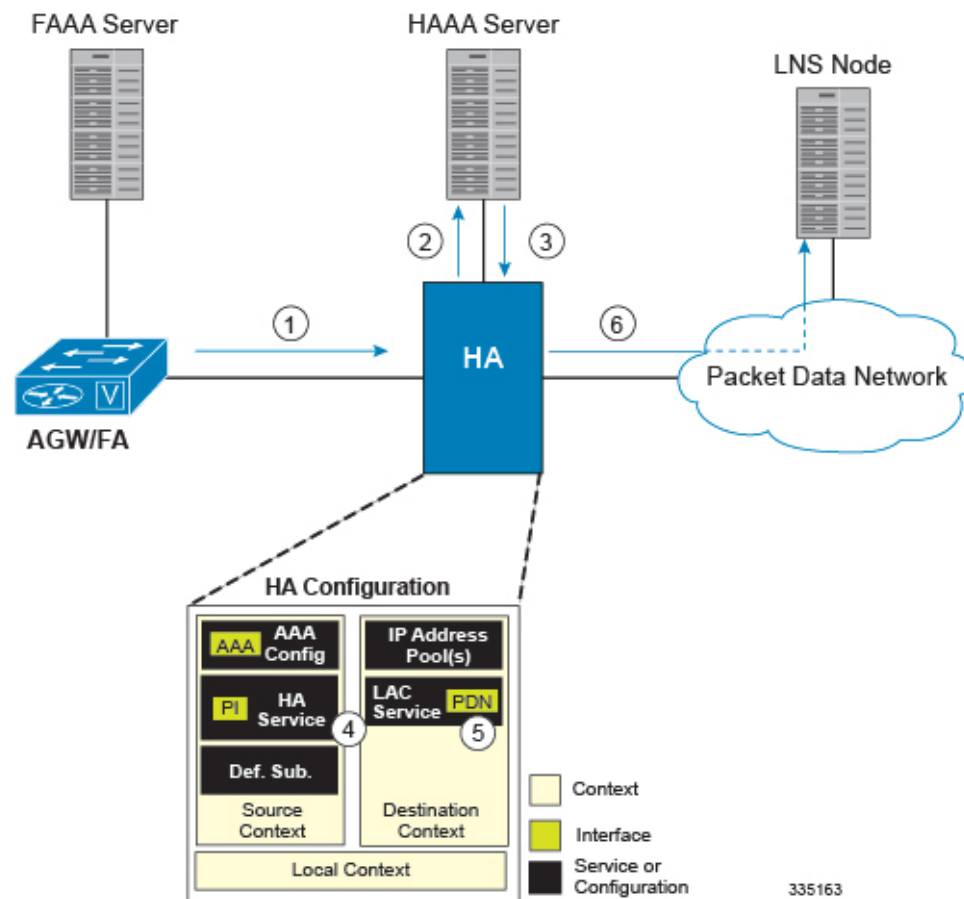 FAAA Server
HAAA Server
LNS Node
2
3
1
6
HA
Packet Data Network
V
AGW/FA
HA Configuration
AAA
AAA
Config
IP Address
Pool(s)
PI
HA
Service
LAC
Service
PDN
4
5
Def. Sub.
Source
Context
Destination
Context
Local Context
Context
Interface
Service or
Configuration
335163